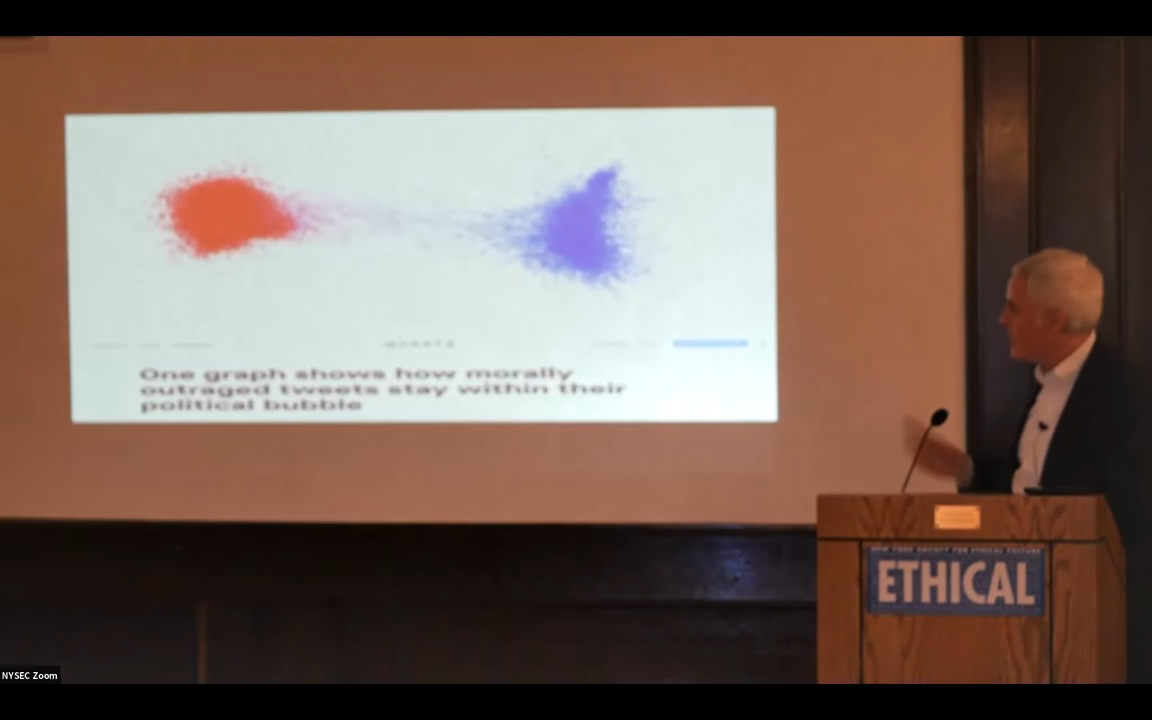 QUARTZ
One graph shows how morally
outraged tweets stay within their
political bubble
NEW YORK SOCIETY FOR ETHICAL CULTURE
ETHICAL
NYSEC Zoom